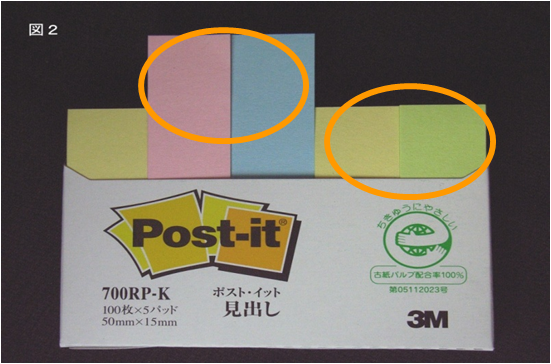 図2
Post-it
700RP-K
100枚×5パッド
50mm×15mm
ポスト・イット
見出し
ちきゅうにやさしい
古紙パルプ配合率100%
第05112023号
3M